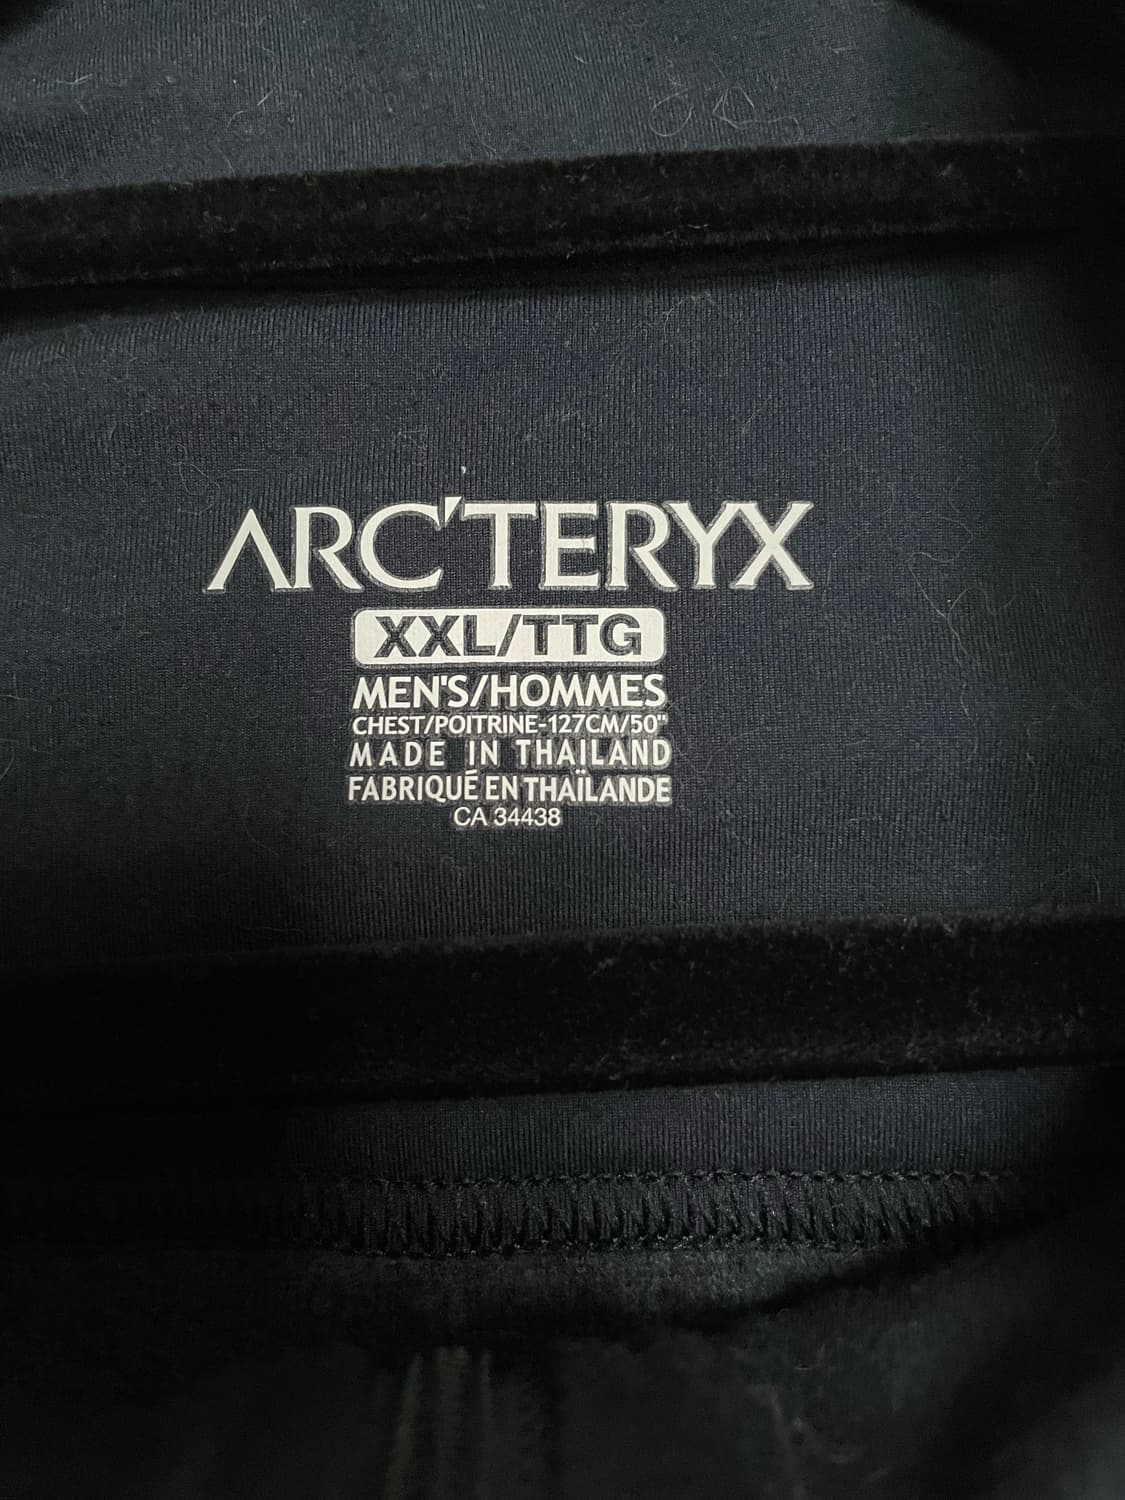 ARC'TERYX
XXL/TTG
MEN'S/HOMMES
CHEST/POITRINE-127CM/50"
MADE IN THAILAND
FABRIQUÉ EN THAÏLANDE
CA 34438